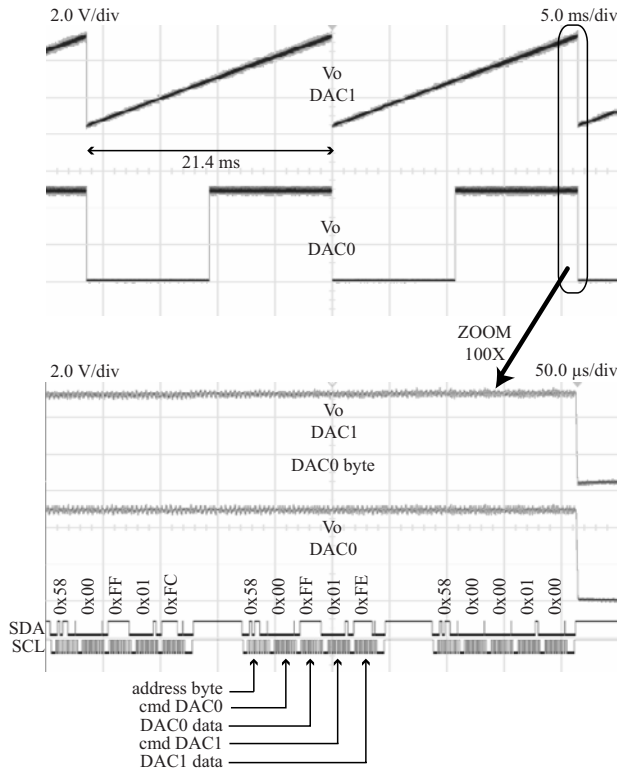 2.0 V/div
5.0 ms/div
Vo
DAC1
21.4 ms
Vo
DAC0
ZOOM
100X
2.0 V/div
50.0 µs/div
Vo
DAC1
DAC0 byte
Vo
DAC0
0x58 0x00 0xFF 0x01 0xFC
0x58 0x00 0xFF 0x01 0xFE
0x58 0x00 0x00 0x01 0x00
SDA
SCL
address byte
cmd DAC0
DAC0 data
cmd DAC1
DAC1 data